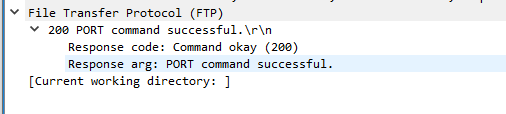 File Transfer Protocol (FTP)
200 PORT command successful.\r\n
Response code: Command okay (200)
Response arg: PORT command successful.
[Current working directory: ]